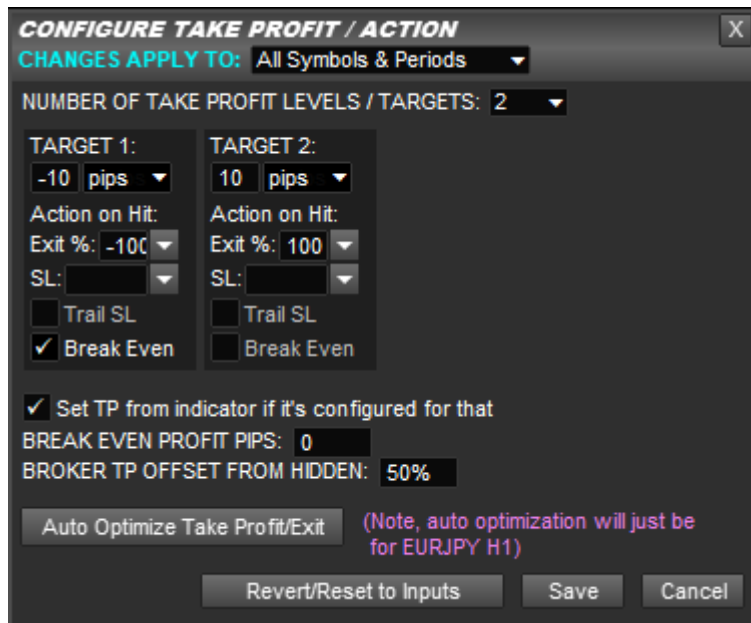 CONFIGURE TAKE PROFIT / ACTION
X
CHANGES APPLY TO: All Symbols & Periods
NUMBER OF TAKE PROFIT LEVELS / TARGETS: 2
TARGET 1:
-10 pips
Action on Hit:
Exit %: -100
SL:
Trail SL
Break Even
TARGET 2:
10 pips
Action on Hit:
Exit %: 100
SL:
Trail SL
Break Even
Set TP from indicator if it's configured for that
BREAK EVEN PROFIT PIPS: 0
BROKER TP OFFSET FROM HIDDEN: 50%
Auto Optimize Take Profit/Exit
(Note, auto optimization will just be
for EURJPY H1)
Revert/Reset to Inputs
Save
Cancel